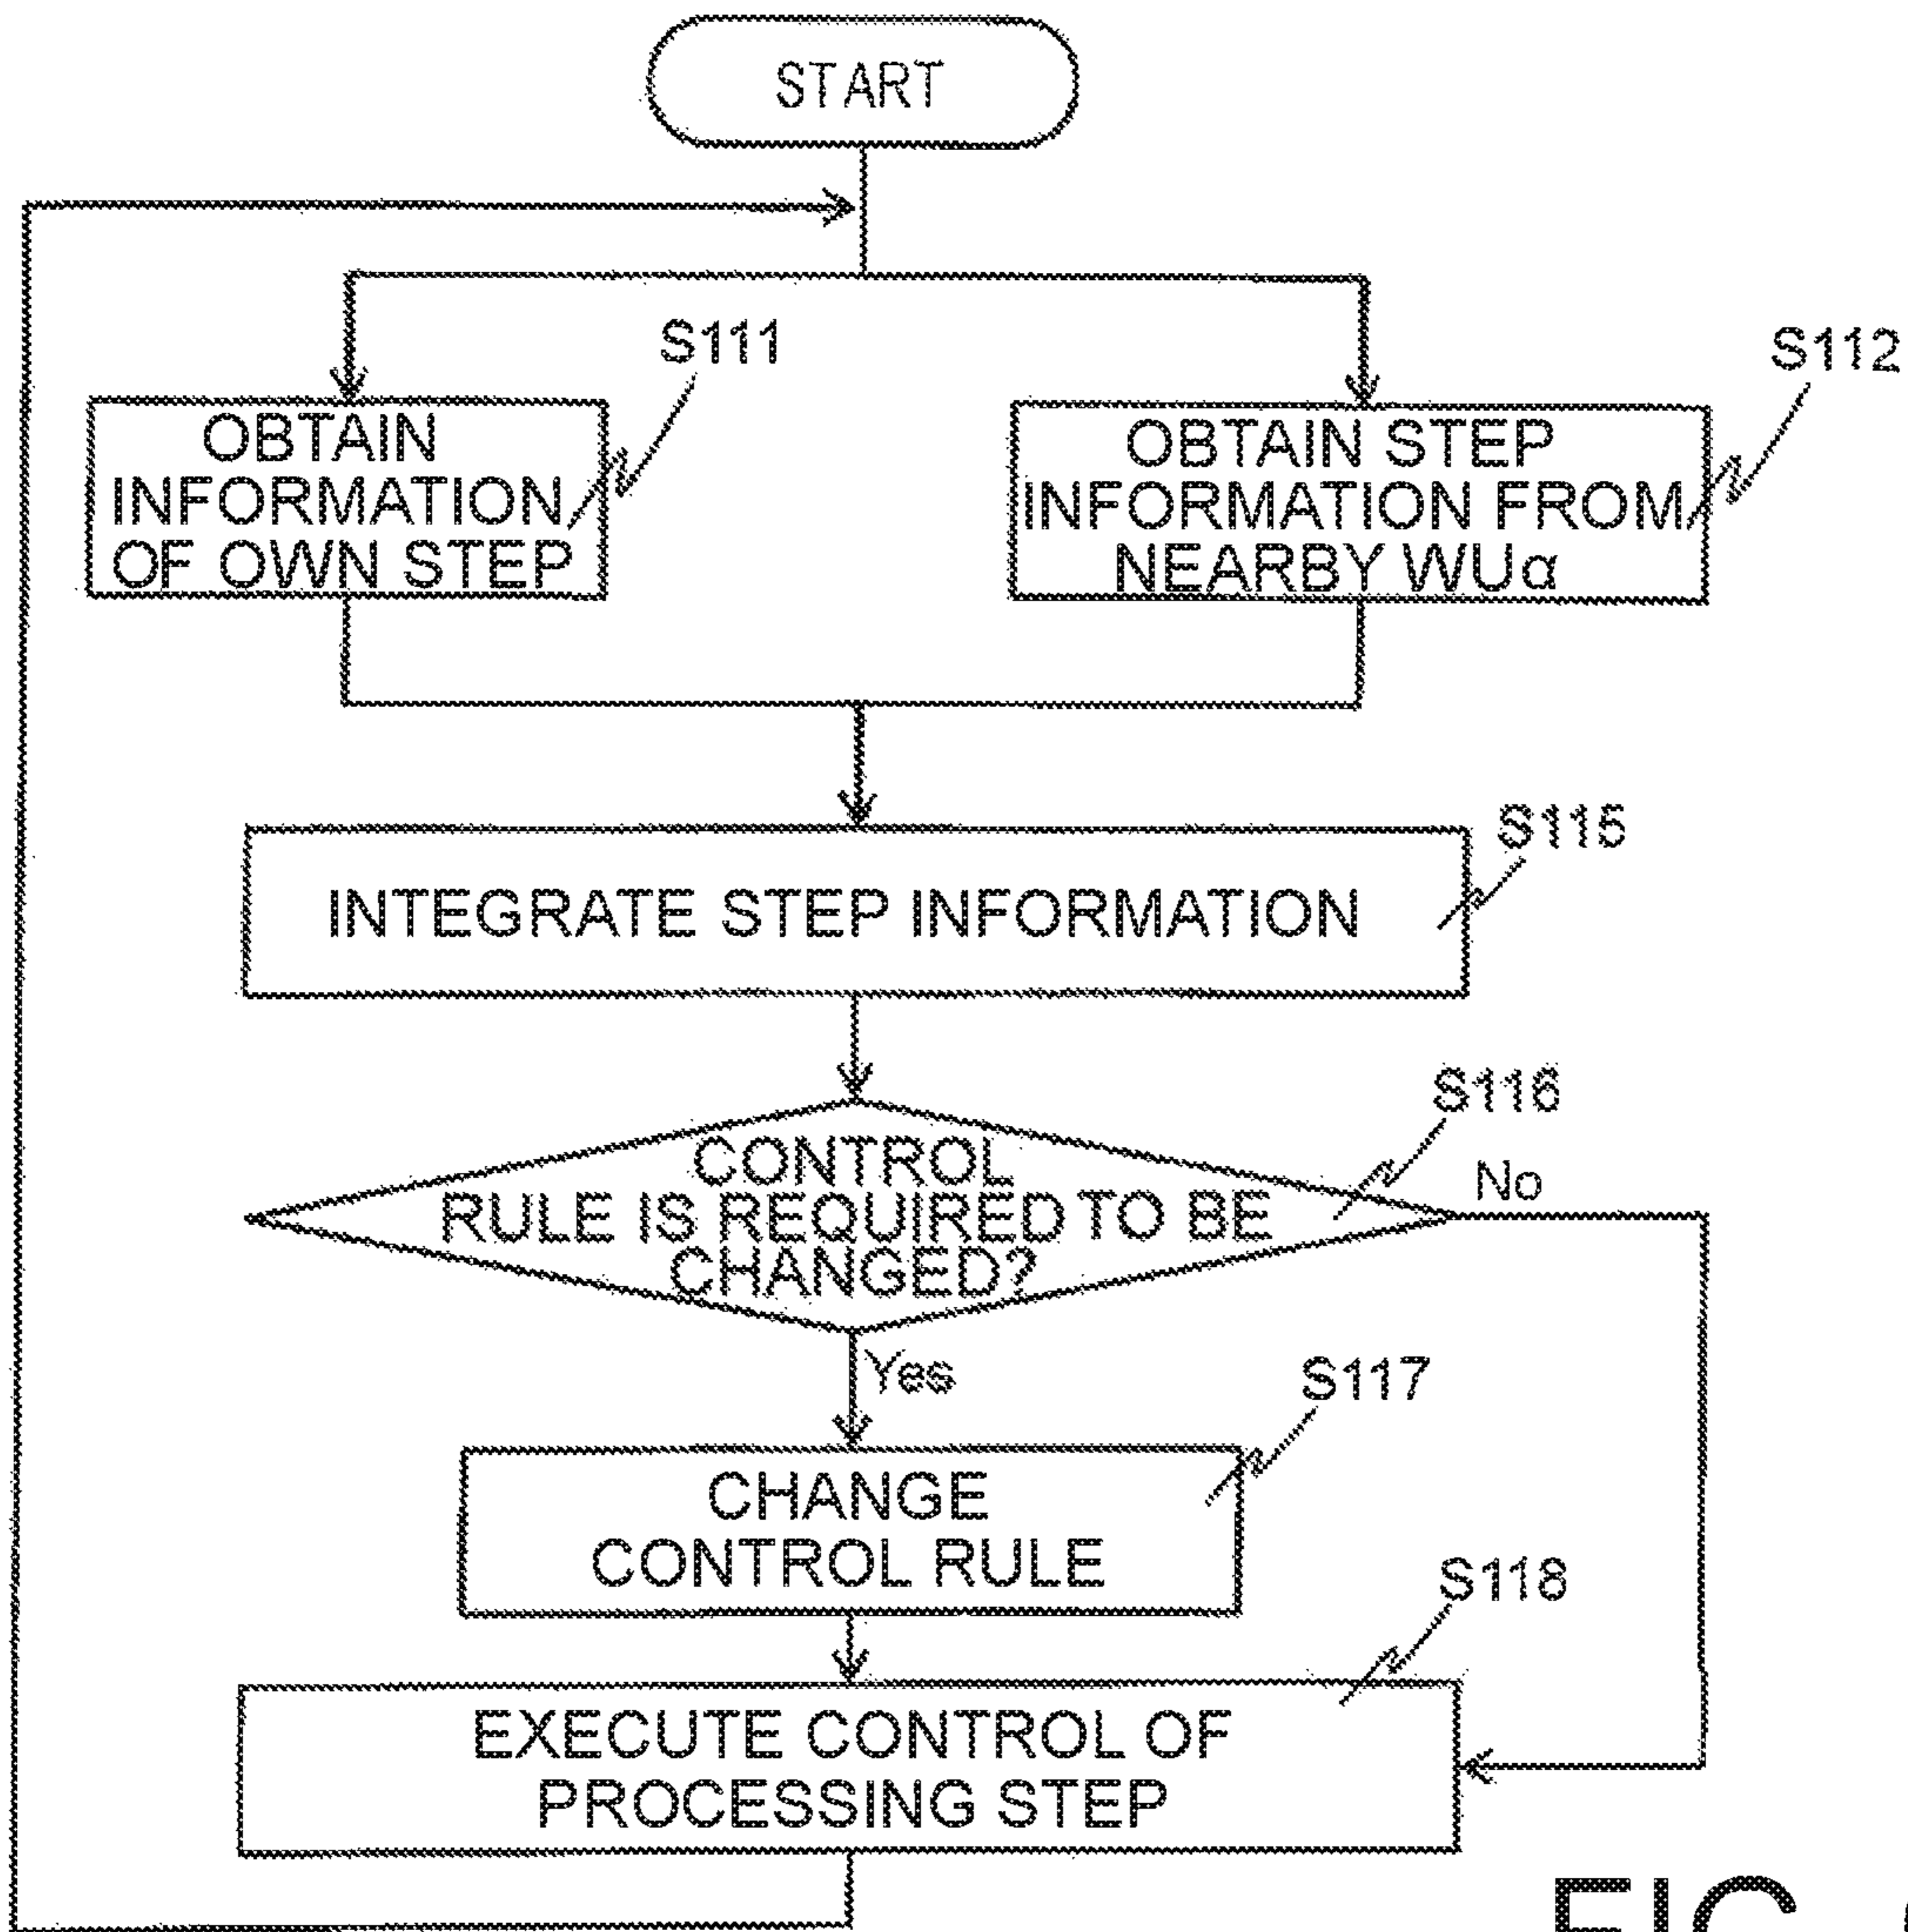 START
S111
S112
OBTAIN
INFORMATION
OF OWN STEP
OBTAIN STEP
INFORMATION FROM
NEARBY WUα
S115
INTEGRATE STEP INFORMATION
S116
CONTROL
RULE IS REQUIRED TO BE
CHANGED?
No
Yes
S117
CHANGE
CONTROL RULE
S118
EXECUTE CONTROL OF
PROCESSING STEP
FIG.